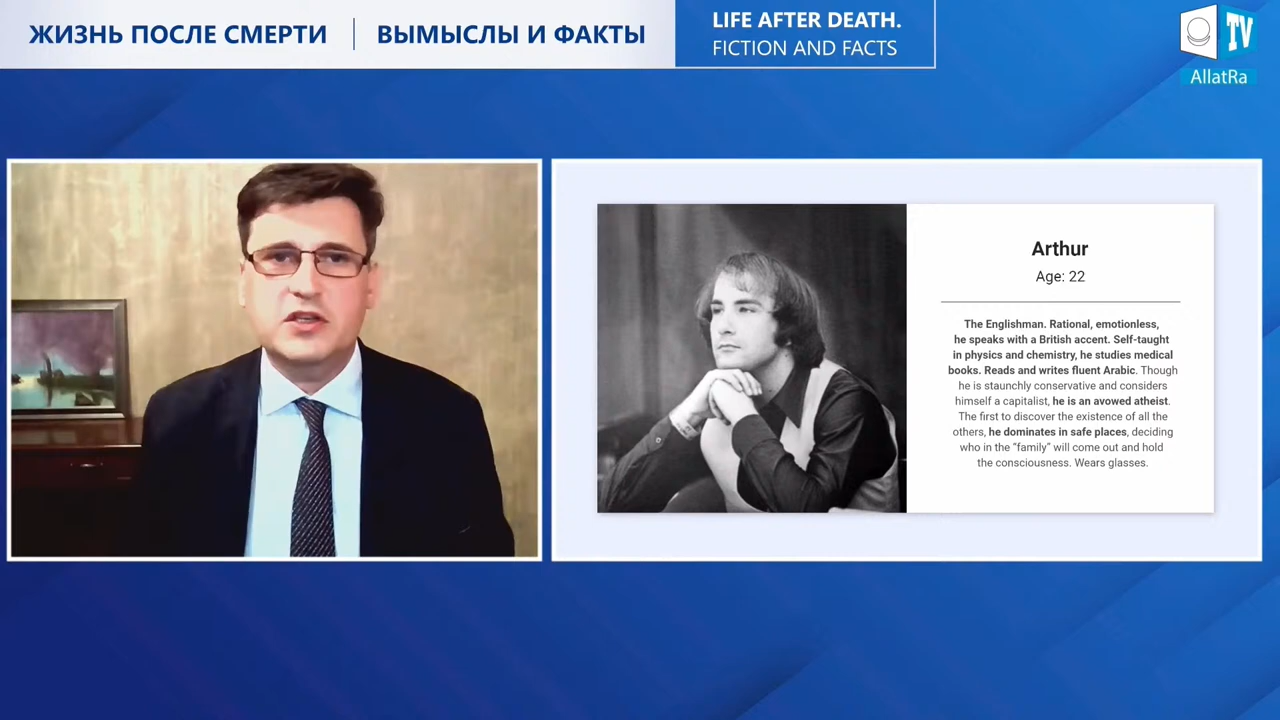 ЖИЗНЬ ПОСЛЕ СМЕРТИ | ВЫМЫСЛЫ И ФАКТЫ
LIFE AFTER DEATH.
FICTION AND FACTS
TV
AllatRa
Arthur
Age: 22
The Englishman. Rational, emotionless,
he speaks with a British accent. Self-taught
in physics and chemistry, he studies medical
books. Reads and writes fluent Arabic. Though
he is staunchly conservative and considers
himself a capitalist, he is an avowed atheist.
The first to discover the existence of all the
others, he dominates in safe places, deciding
who in the “family” will come out and hold
the consciousness. Wears glasses.